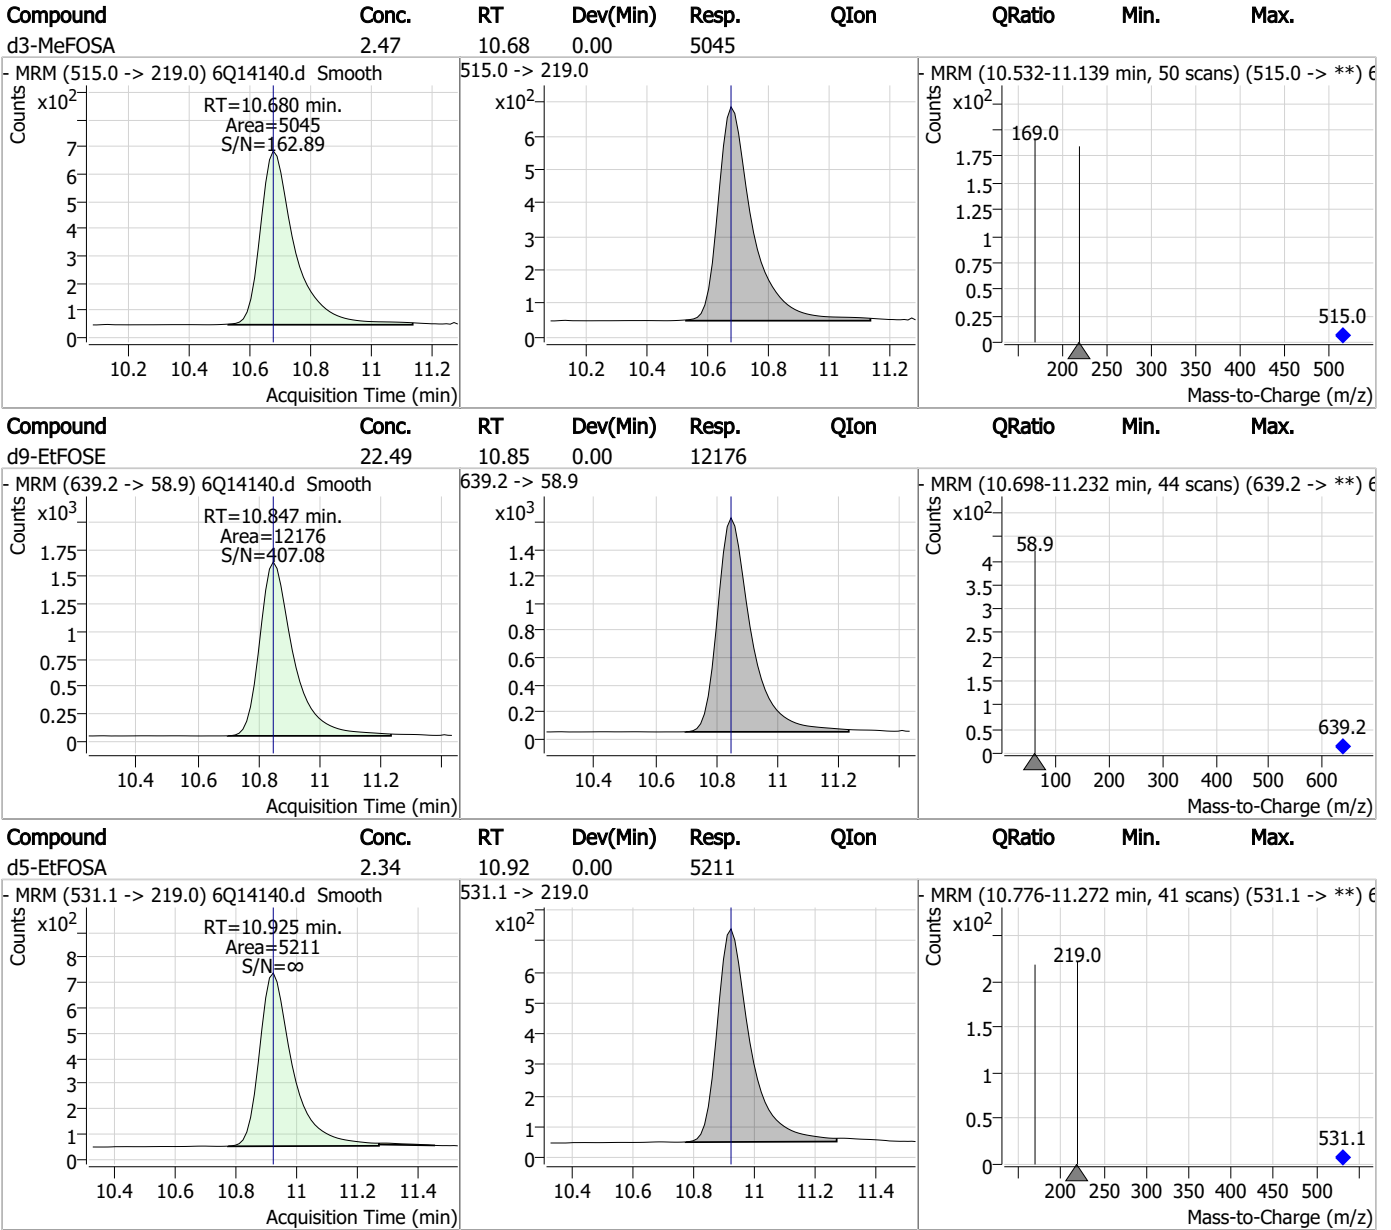 Compound Conc. RT Dev(Min) Resp. QIon QRatio Min. Max.
d3-MeFOSA 2.47 10.68 0.00 5045
- MRM (515.0 -> 219.0) 6Q14140.d Smooth
Counts
x10²
RT=10.680 min.
Area=5045
S/N=162.89
7
6
5
4
3
2
1
0
10.2 10.4 10.6 10.8 11 11.2
Acquisition Time (min)
515.0 -> 219.0
x10²
6
5
4
3
2
1
0
10.2 10.4 10.6 10.8 11 11.2
- MRM (10.532-11.139 min, 50 scans) (515.0 -> **) 6
Counts
x10²
169.0
1.75
1.5
1.25
1
0.75
0.5
0.25
0
515.0
200 250 300 350 400 450 500
Mass-to-Charge (m/z)
Compound Conc. RT Dev(Min) Resp. QIon QRatio Min. Max.
d9-EtFOSE 22.49 10.85 0.00 12176
- MRM (639.2 -> 58.9) 6Q14140.d Smooth
Counts
x10³
RT=10.847 min.
Area=12176
S/N=407.08
1.75
1.5
1.25
1
0.75
0.5
0.25
0
10.4 10.6 10.8 11 11.2
Acquisition Time (min)
639.2 -> 58.9
x10³
1.4
1.2
1
0.8
0.6
0.4
0.2
0
10.4 10.6 10.8 11 11.2
- MRM (10.698-11.232 min, 44 scans) (639.2 -> **) 6
Counts
x10²
58.9
4
3.5
3
2.5
2
1.5
1
0.5
0
639.2
100 200 300 400 500 600
Mass-to-Charge (m/z)
Compound Conc. RT Dev(Min) Resp. QIon QRatio Min. Max.
d5-EtFOSA 2.34 10.92 0.00 5211
- MRM (531.1 -> 219.0) 6Q14140.d Smooth
Counts
x10²
RT=10.925 min.
Area=5211
S/N=∞
8
7
6
5
4
3
2
1
0
10.4 10.6 10.8 11 11.2 11.4
Acquisition Time (min)
531.1 -> 219.0
x10²
6
5
4
3
2
1
0
10.4 10.6 10.8 11 11.2 11.4
- MRM (10.776-11.272 min, 41 scans) (531.1 -> **) 6
Counts
x10²
219.0
2
1.5
1
0.5
0
531.1
200 250 300 350 400 450 500
Mass-to-Charge (m/z)